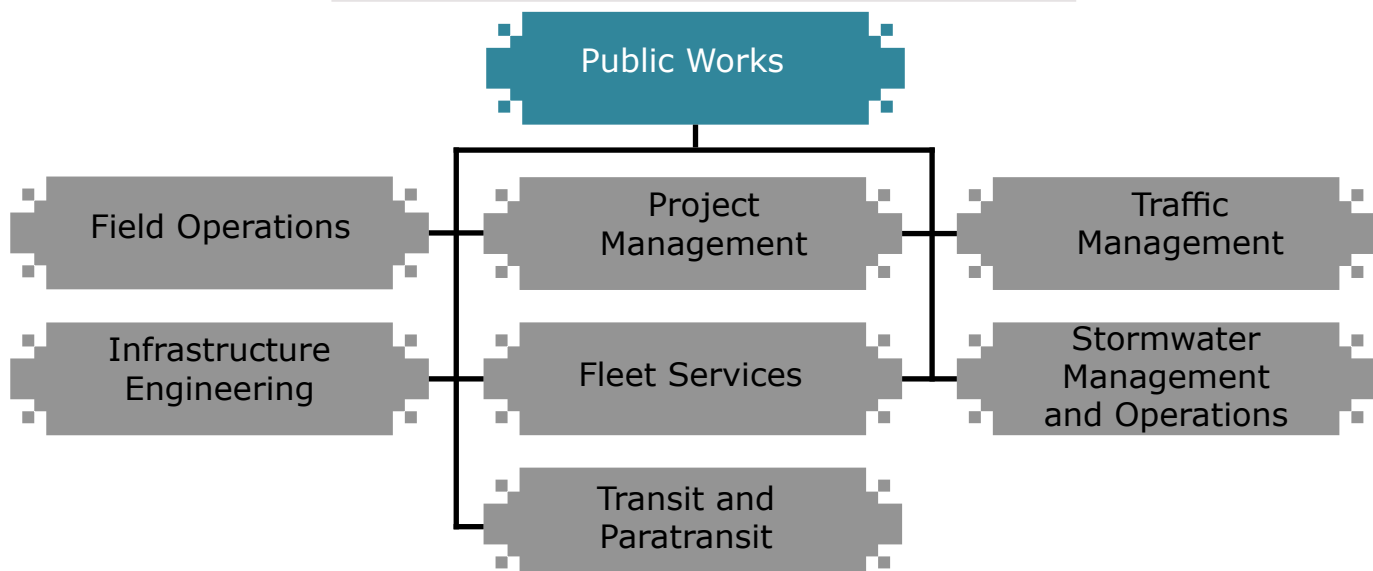 Public Works
Field Operations
Project
Management
Traffic
Management
Infrastructure
Engineering
Fleet Services
Stormwater
Management
and Operations
Transit and
Paratransit